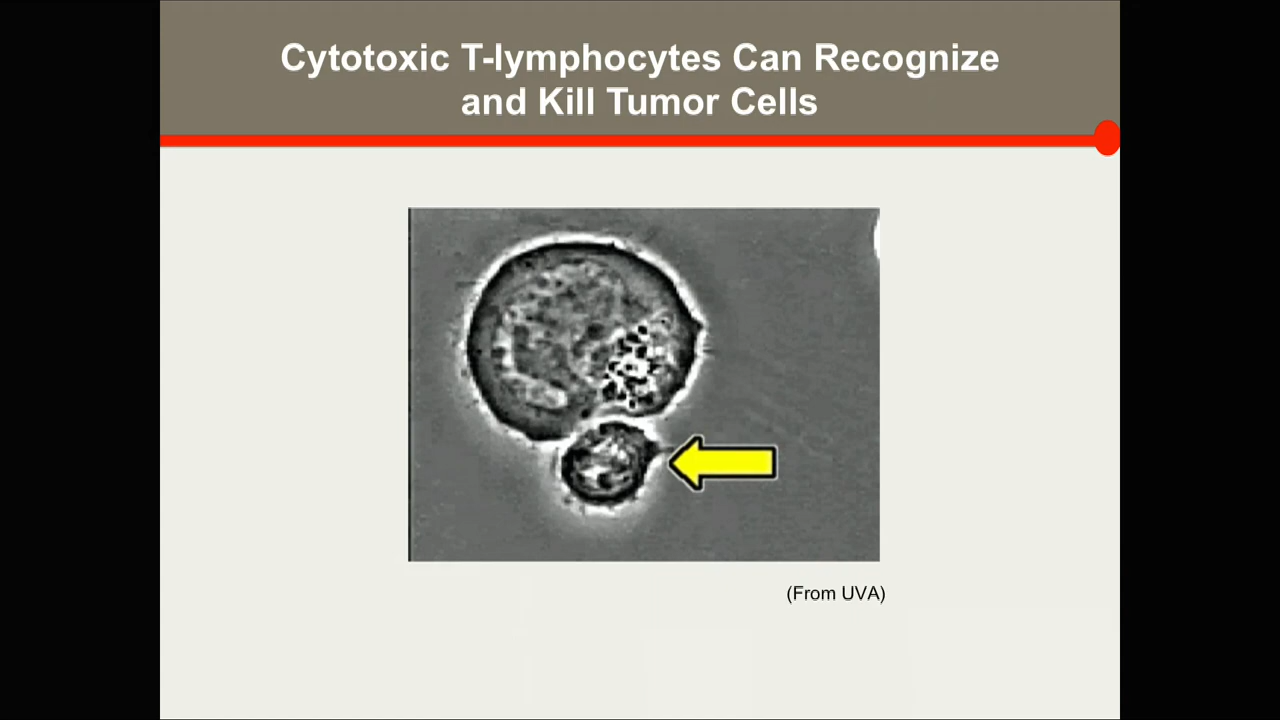 Cytotoxic T-lymphocytes Can Recognize
and Kill Tumor Cells
(From UVA)